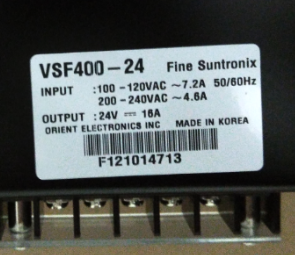 VSF400-24 Fine Suntronix
INPUT :100-120VAC ~7.2A 50/60Hz
200-240VAC ~4.6A
OUTPUT :24V ⎓ 16A
ORIENT ELECTRONICS INC MADE IN KOREA
F121014713